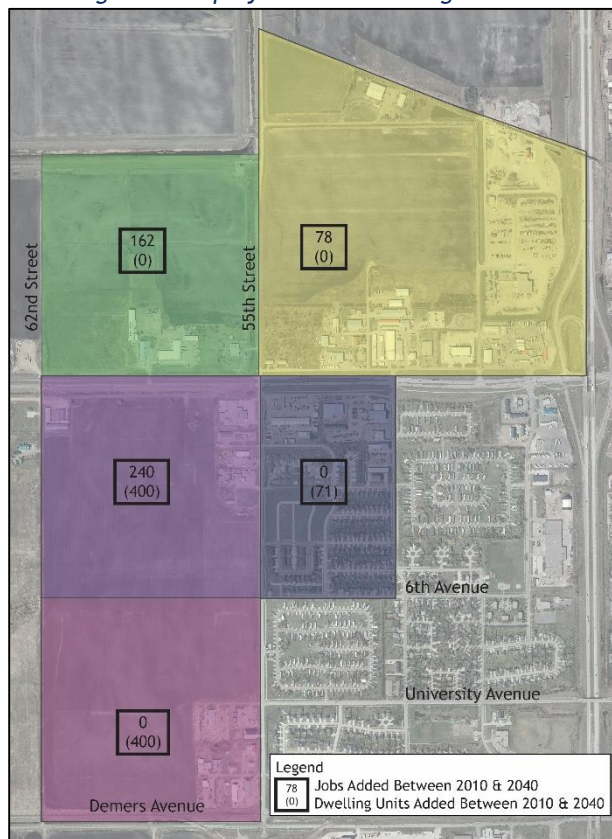 162
(0)
78
(0)
62nd Street
55th Street
240
(400)
0
(71)
6th Avenue
University Avenue
0
(400)
Demers Avenue
Legend
78
(0)
Jobs Added Between 2010 & 2040
Dwelling Units Added Between 2010 & 2040